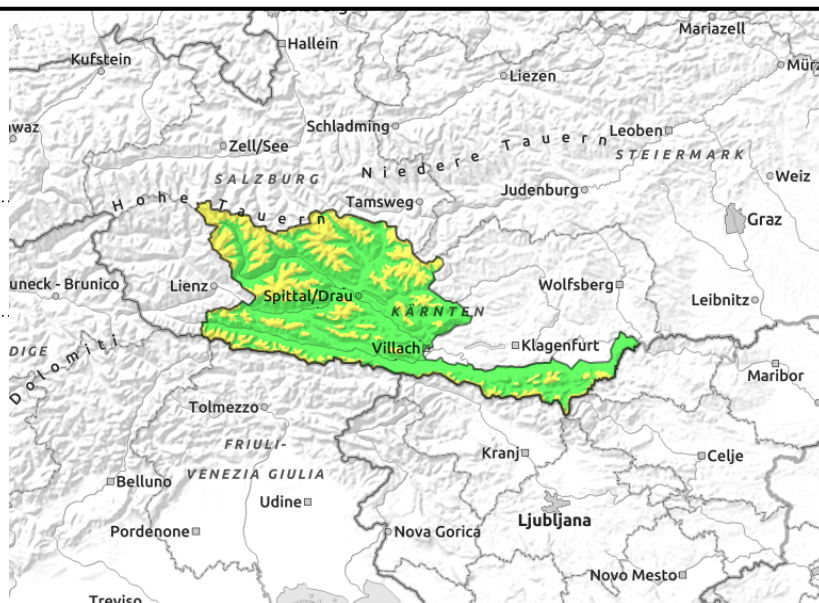 Hallein
Mariazell
Kufstein
Liezen
Mürz
waz
Schladming
Leoben
Zell/See
Niedere Tauern
STEIERMARK
SALZBURG
Weiz
Judenburg
Hohe Tauern
Tamsweg
Graz
Lienz
uneck - Brunico
Spittal/Drau
Wolfsberg
Leibnitz
KÄRNTEN
Villach
Klagenfurt
DIGE
Dolomiti
Maribor
Tolmezzo
FRIULI-
VENEZIA GIULIA
Kranj
Celje
Belluno
Udine
Ljubljana
Pordenone
Nova Gorica
Novo Mesto
Treviso